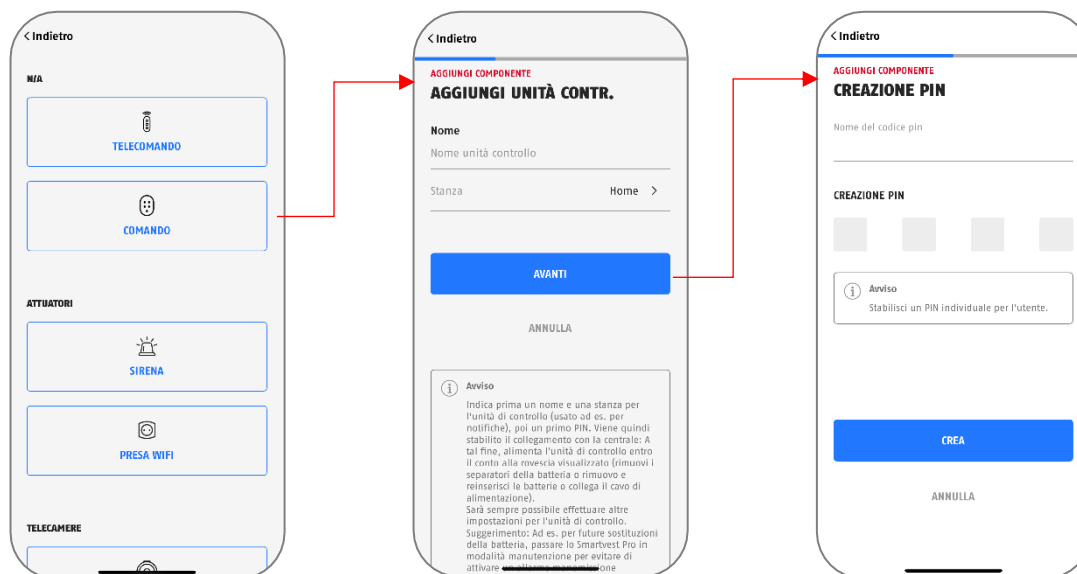 < Indietro
N/A
TELECOMANDO
COMANDO
ATTUATORI
SIRENA
PRESA WIFI
TELECAMERE
< Indietro
AGGIUNGI COMPONENTE
AGGIUNGI UNITÀ CONTR.
Nome
Nome unità controllo
Stanza Home >
AVANTI
ANNULLA
Avviso
Indica prima un nome e una stanza per
l'unità di controllo (usato ad es. per
notifiche), poi un primo PIN. Viene quindi
stabilito il collegamento con la centrale: A
tal fine, alimenta l'unità di controllo entro
il conto alla rovescia visualizzato (rimuovi i
separatori della batteria o rimuovo e
reinserisci le batterie o collega il cavo di
alimentazione).
Sarà sempre possibile effettuare altre
impostazioni per l'unità di controllo.
Suggerimento: Ad es. per future sostituzioni
della batteria, passare lo Smartvest Pro in
modalità manutenzione per evitare di
attivare un allarme manomissione
< Indietro
AGGIUNGI COMPONENTE
CREAZIONE PIN
Nome del codice pin
CREAZIONE PIN
Avviso
Stabilisci un PIN individuale per l'utente.
CREA
ANNULLA